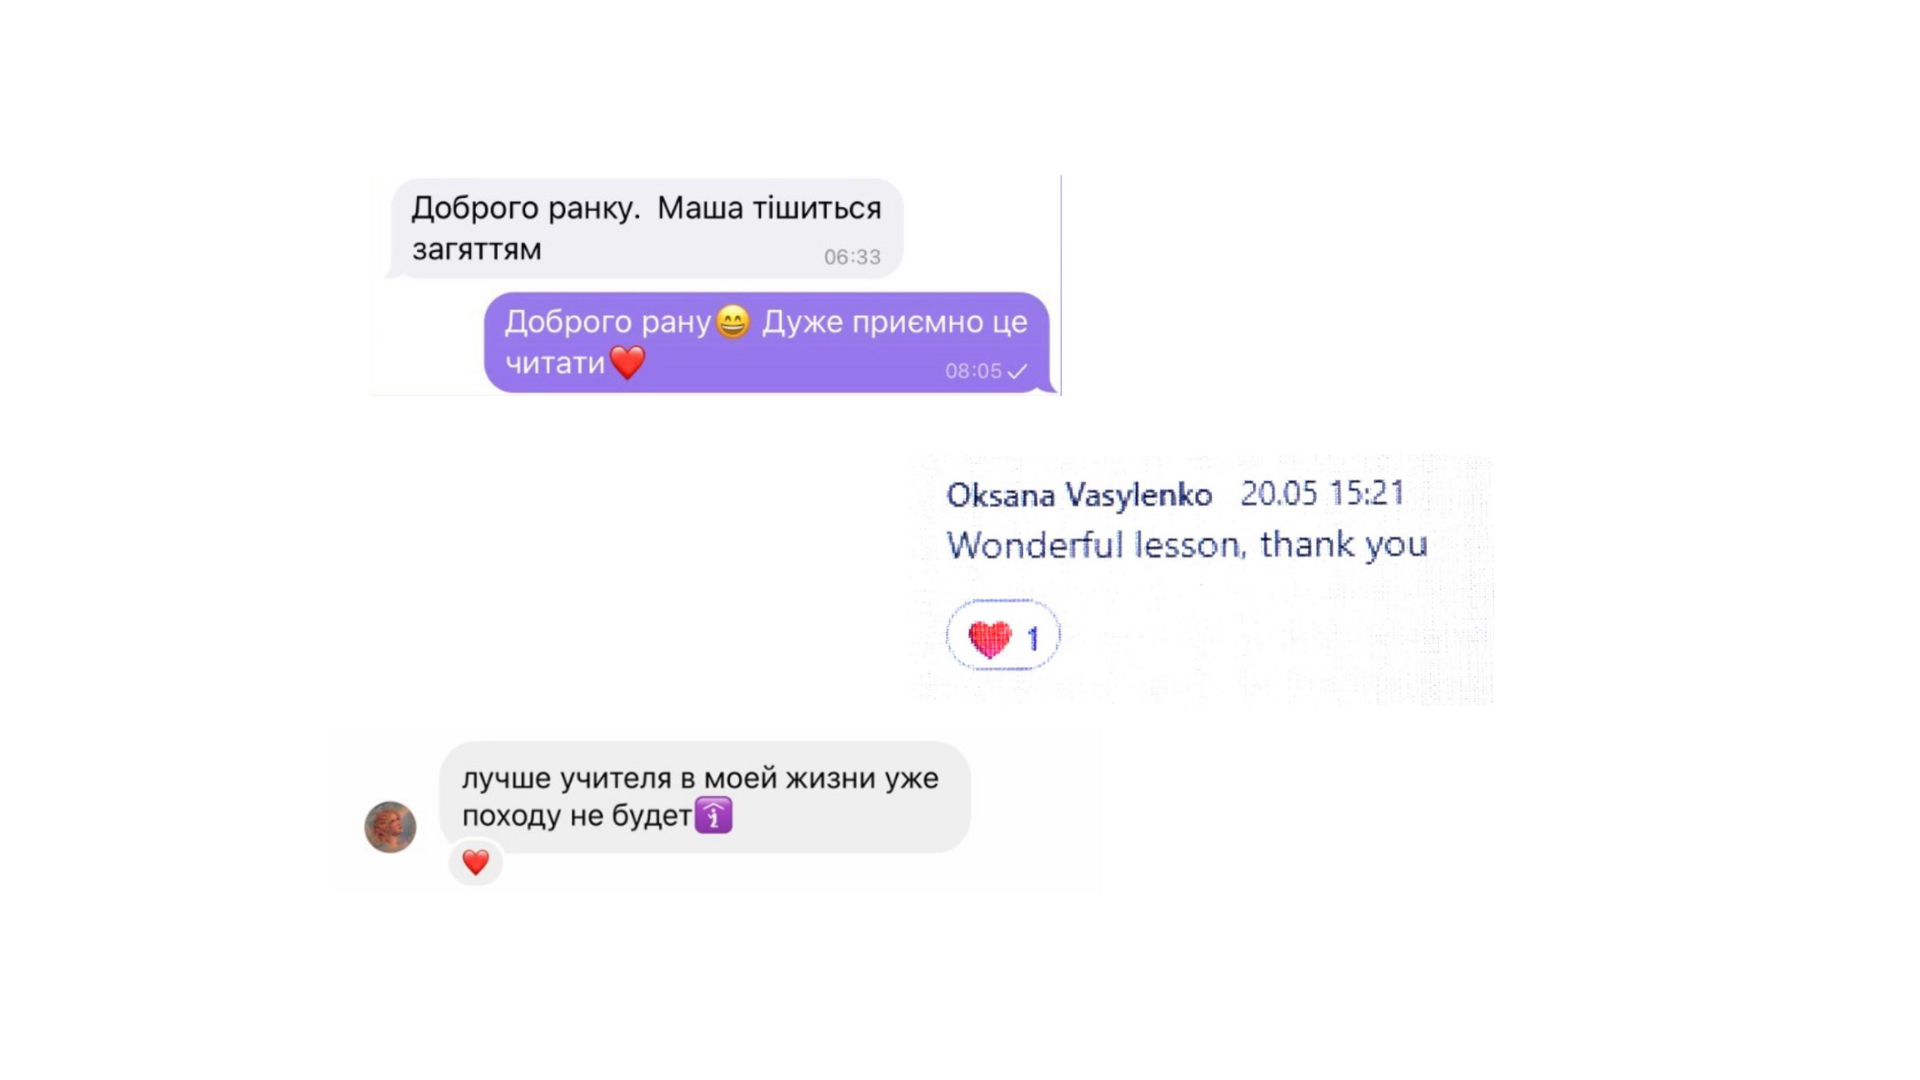 Доброго ранку.  Маша тішиться
загяттям
06:33
Доброго рану😄 Дуже приємно це
читати❤️
08:05
Oksana Vasylenko 20.05 15:21
Wonderful lesson, thank you
❤️ 1
лучше учителя в моей жизни уже
походу не будет🛐
❤️